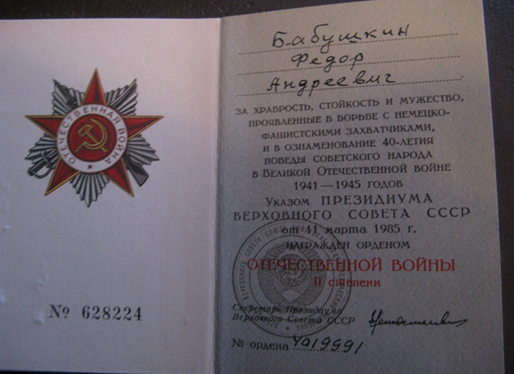 ОТЕЧЕСТВЕННАЯ ВОЙНА
№ 628224
Бабушкин
Федор
Андреевич
ЗА ХРАБРОСТЬ, СТОЙКОСТЬ И МУЖЕСТВО,
ПРОЯВЛЕННЫЕ В БОРЬБЕ С НЕМЕЦКО-
ФАШИСТСКИМИ ЗАХВАТЧИКАМИ,
И В ОЗНАМЕНОВАНИЕ 40-ЛЕТИЯ
ПОБЕДЫ СОВЕТСКОГО НАРОДА
В ВЕЛИКОЙ ОТЕЧЕСТВЕННОЙ ВОЙНЕ
1941—1945 ГОДОВ
УКАЗОМ ПРЕЗИДИУМА
ВЕРХОВНОГО СОВЕТА СССР
от 11 марта 1985 г.
НАГРАЖДЕН ОРДЕНОМ
ОТЕЧЕСТВЕННОЙ ВОЙНЫ
II СТЕПЕНИ
Секретарь Президиума
Верховного Совета СССР
№ ордена 4019991